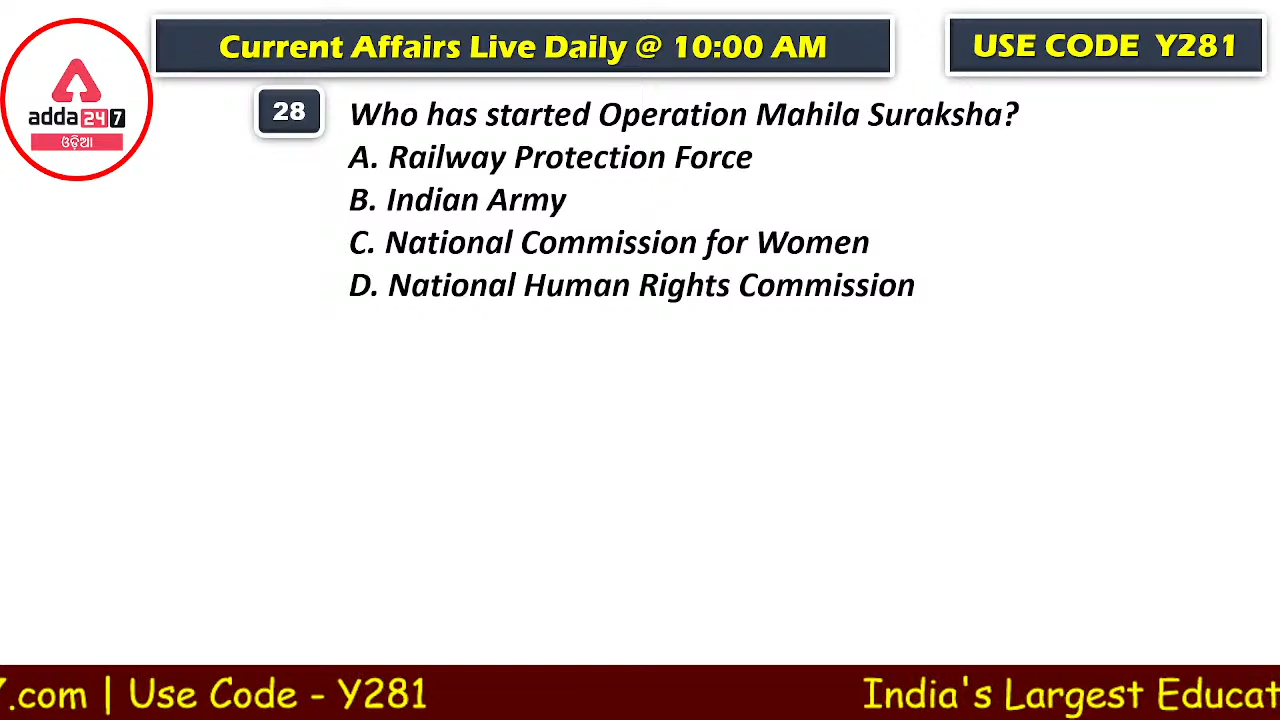 Current Affairs Live Daily @ 10:00 AM
USE CODE Y281
adda247
ଓଡ଼ିଆ
28
Who has started Operation Mahila Suraksha?
A. Railway Protection Force
B. Indian Army
C. National Commission for Women
D. National Human Rights Commission
7.com | Use Code - Y281
India's Largest Educat